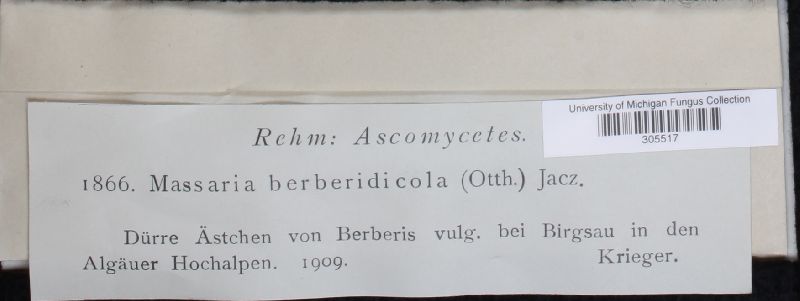 University of Michigan Fungus Collection
305517
Rehm: Ascomycetes.
1866. Massaria berberidicola (Otth.) Jacz.
Dürre Ästchen von Berberis vulg. bei Birgsau in den
Algäuer Hochalpen. 1909. Krieger.